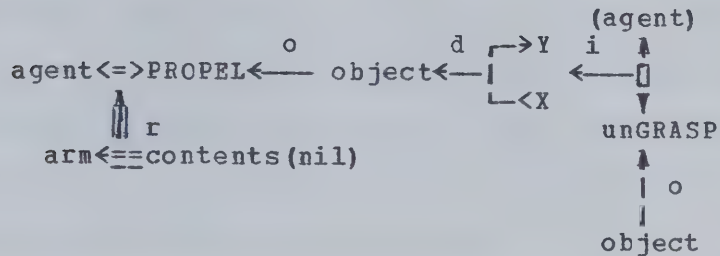 (agent)
agent<=>PROPEL<—o— object<—d— ->Y <—i—
-<X
r unGRASP
arm<==contents(nil)
o
object